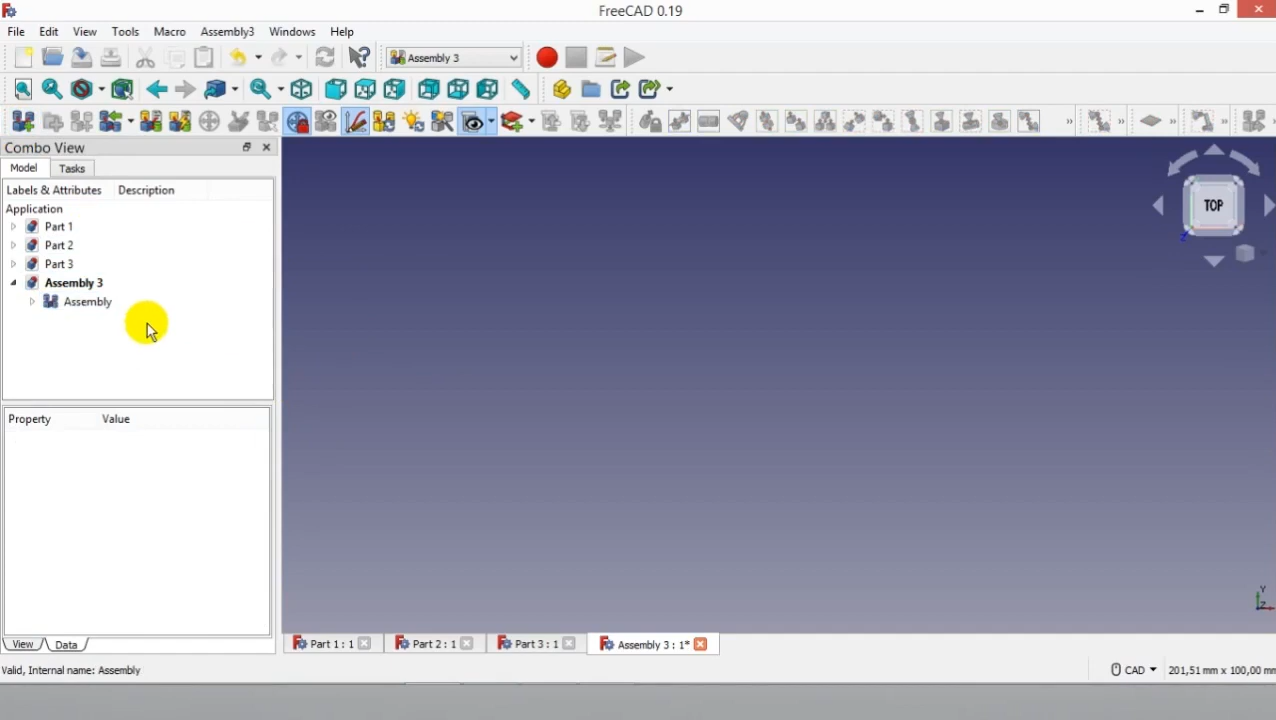 FreeCAD 0.19
File Edit View Tools Macro Assembly3 Windows Help
Assembly 3
Combo View
Model Tasks
Labels & Attributes Description
Application
Part 1
Part 2
Part 3
Assembly 3
Assembly
TOP
Property Value
Y
Z
View Data
Part 1 : 1 Part 2 : 1 Part 3 : 1 Assembly 3 : 1*
Valid, Internal name: Assembly
CAD 201,51 mm x 100,00 mm